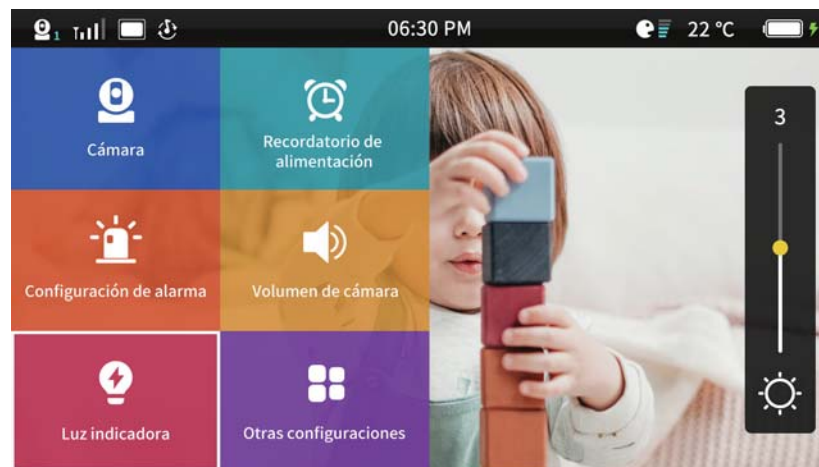 1
06:30 PM
22 ℃
Cámara
Recordatorio de
alimentación
3
Configuración de alarma
Volumen de cámara
Luz indicadora
Otras configuraciones